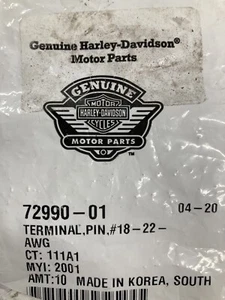 Genuine Harley-Davidson®
Motor Parts
GENUINE
MOTOR
HARLEY-DAVIDSON
CYCLES
MOTOR PARTS
72990-01
04-20
TERMINAL,PIN,#18-22-
AWG
CT: 111A1
MYI: 2001
AMT:10 MADE IN KOREA, SOUTH